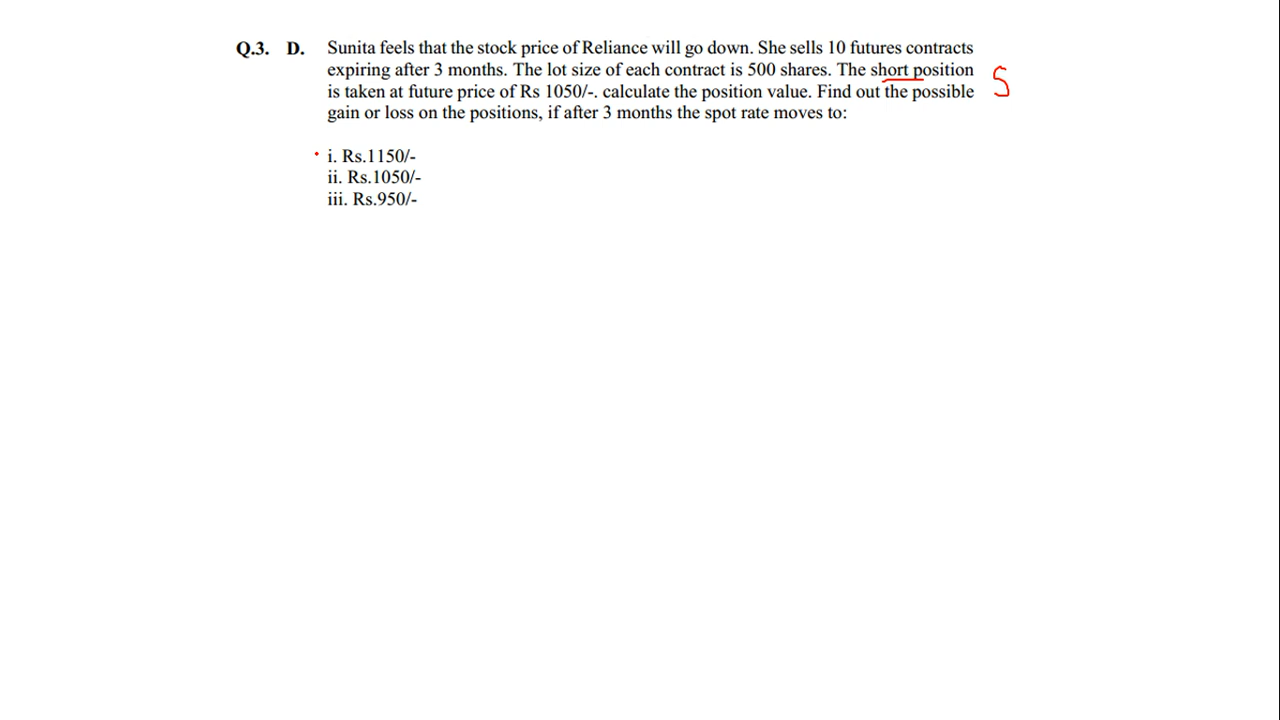 Q.3. D. Sunita feels that the stock price of Reliance will go down. She sells 10 futures contracts
expiring after 3 months. The lot size of each contract is 500 shares. The short position
is taken at future price of Rs 1050/-. calculate the position value. Find out the possible
gain or loss on the positions, if after 3 months the spot rate moves to:
S
i. Rs.1150/-
ii. Rs.1050/-
iii. Rs.950/-